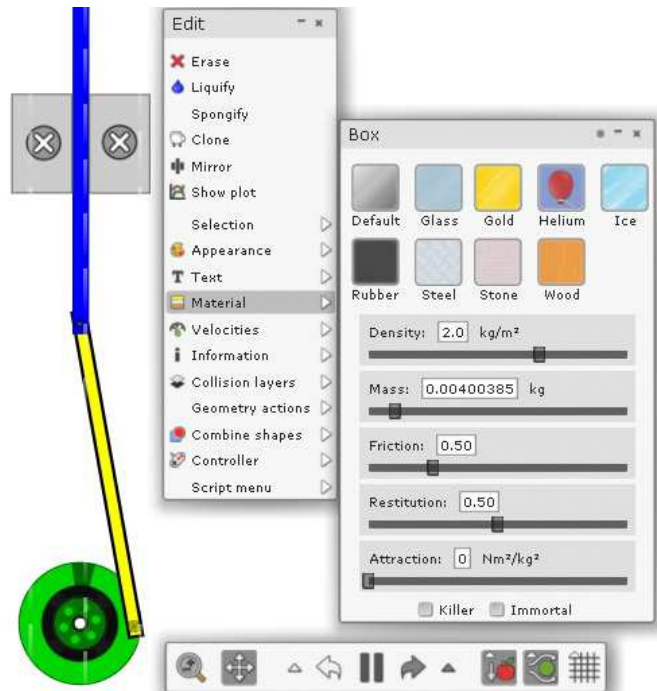 Edit
Erase
Liquify
Spongify
Clone
Mirror
Show plot
Selection
Appearance
Text
Material
Velocities
Information
Collision layers
Geometry actions
Combine shapes
Controller
Script menu
Box
Default Glass Gold Helium Ice
Rubber Steel Stone Wood
Density: 2.0 kg/m²
Mass: 0.00400385 kg
Friction: 0.50
Restitution: 0.50
Attraction: 0 Nm²/kg²
Killer Immortal